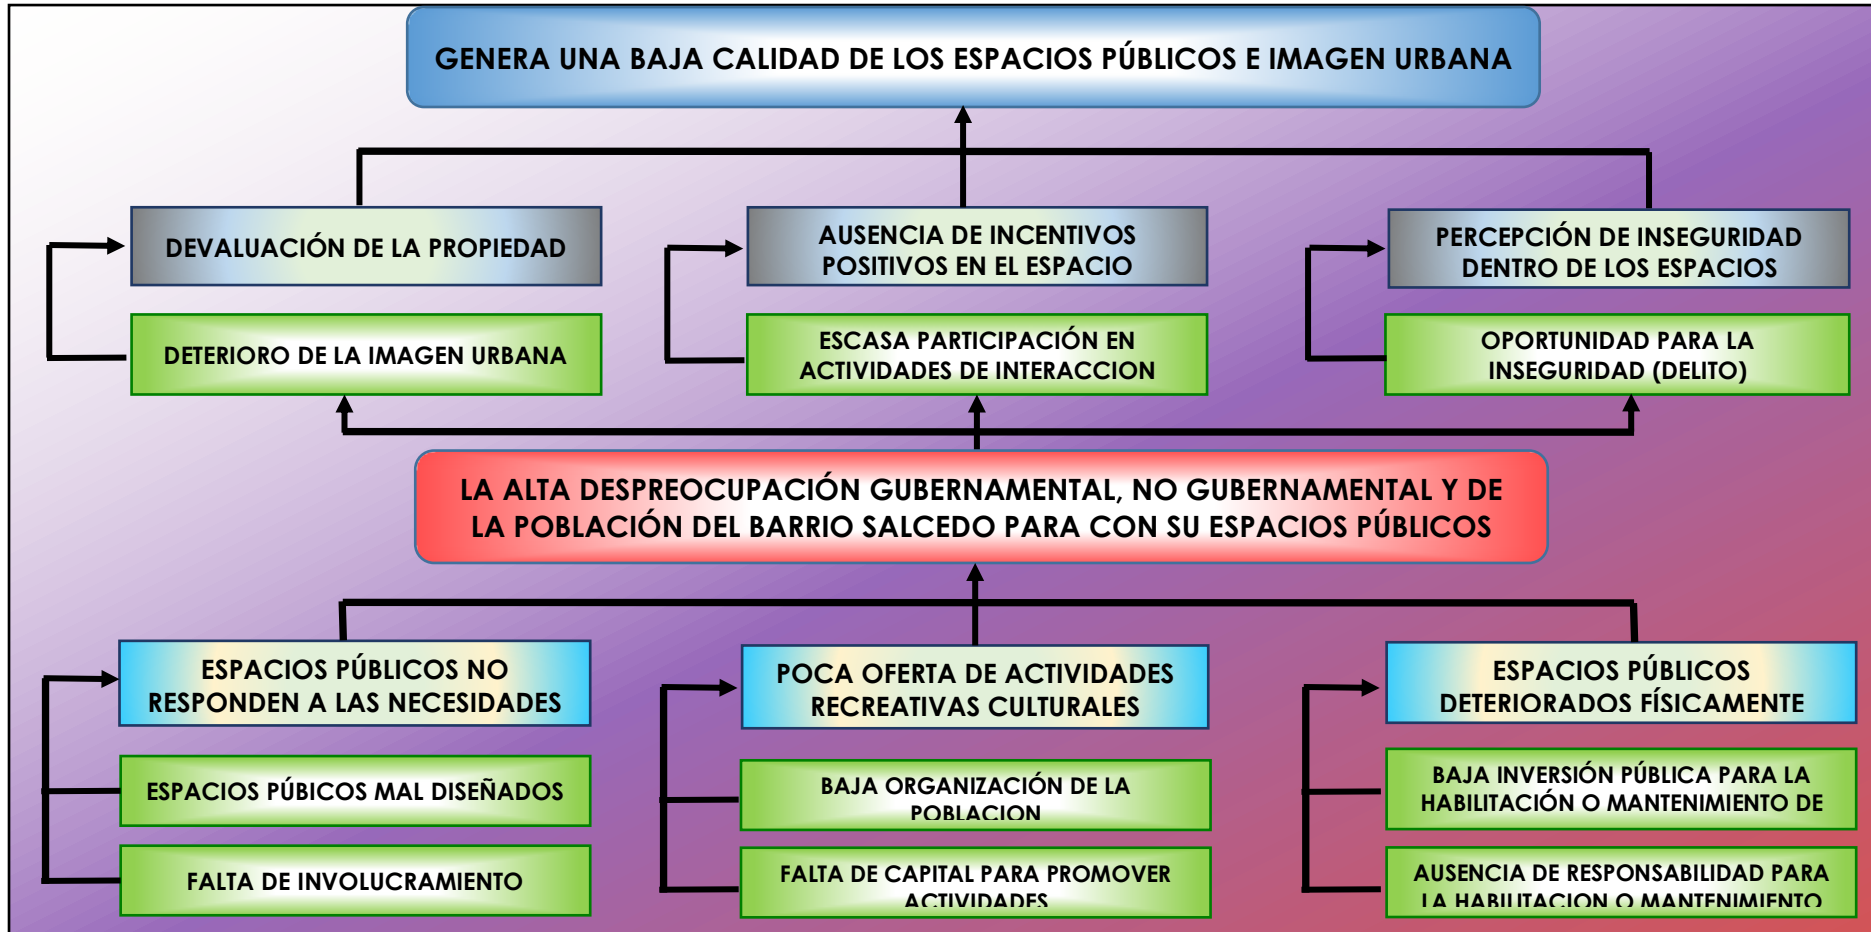 GENERA UNA BAJA CALIDAD DE LOS ESPACIOS PÚBLICOS E IMAGEN URBANA
DEVALUACIÓN DE LA PROPIEDAD
AUSENCIA DE INCENTIVOS
POSITIVOS EN EL ESPACIO
PERCEPCIÓN DE INSEGURIDAD
DENTRO DE LOS ESPACIOS
DETERIORO DE LA IMAGEN URBANA
ESCASA PARTICIPACIÓN EN
ACTIVIDADES DE INTERACCION
OPORTUNIDAD PARA LA
INSEGURIDAD (DELITO)
LA ALTA DESPREOCUPACIÓN GUBERNAMENTAL, NO GUBERNAMENTAL Y DE
LA POBLACIÓN DEL BARRIO SALCEDO PARA CON SU ESPACIOS PÚBLICOS
ESPACIOS PÚBLICOS NO
RESPONDEN A LAS NECESIDADES
POCA OFERTA DE ACTIVIDADES
RECREATIVAS CULTURALES
ESPACIOS PÚBLICOS
DETERIORADOS FÍSICAMENTE
ESPACIOS PÚBICOS MAL DISEÑADOS
BAJA ORGANIZACIÓN DE LA
POBLACION
BAJA INVERSIÓN PÚBLICA PARA LA
HABILITACIÓN O MANTENIMIENTO DE
FALTA DE INVOLUCRAMIENTO
FALTA DE CAPITAL PARA PROMOVER
ACTIVIDADES
AUSENCIA DE RESPONSABILIDAD PARA
LA HABILITACION O MANTENIMIENTO